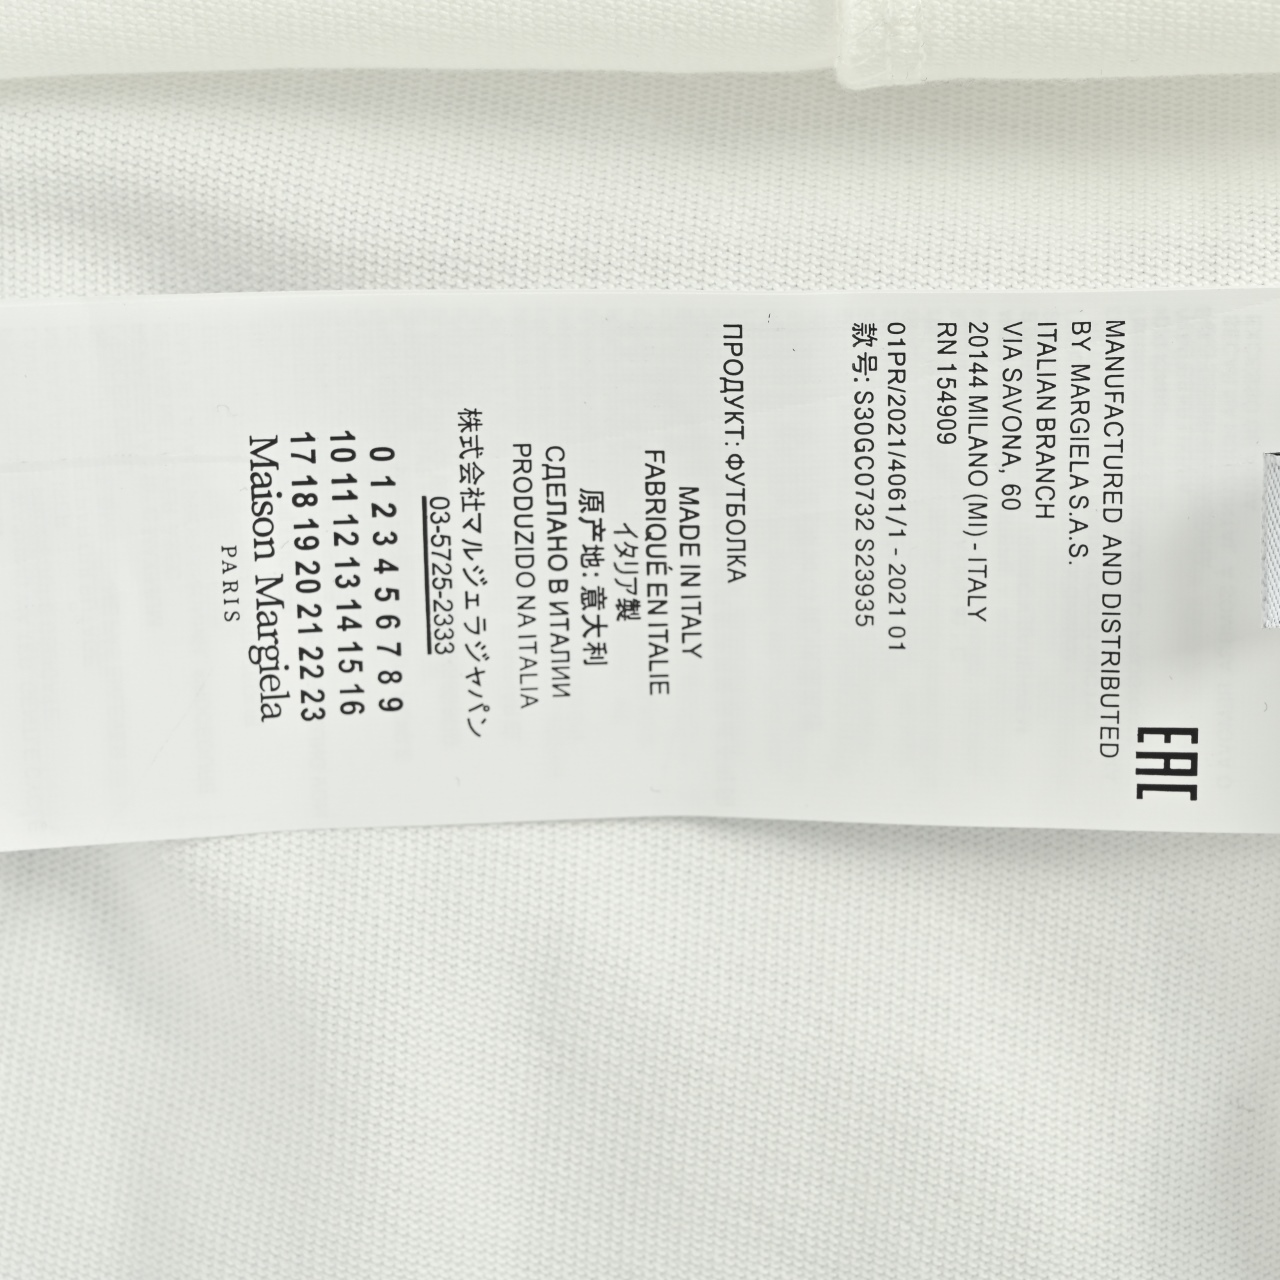 EAC
MANUFACTURED AND DISTRIBUTED
BY MARGIELA S.A.S.
ITALIAN BRANCH
VIA SAVONA, 60
20144 MILANO (MI) - ITALY
RN 154909
01PR/2021/4061/1 - 2021 01
款号: S30GC0732 S23935
ПРОДУКТ: ФУТБОЛКА
MADE IN ITALY
FABRIQUÉ EN ITALIE
イタリア製
原产地: 意大利
СДЕЛАНО В ИТАЛИИ
PRODUZIDO NA ITALIA
株式会社マルジェラジャパン
03-5725-2333
0 1 2 3 4 5 6 7 8 9
10 11 12 13 14 15 16
17 18 19 20 21 22 23
Maison Margiela
PARIS